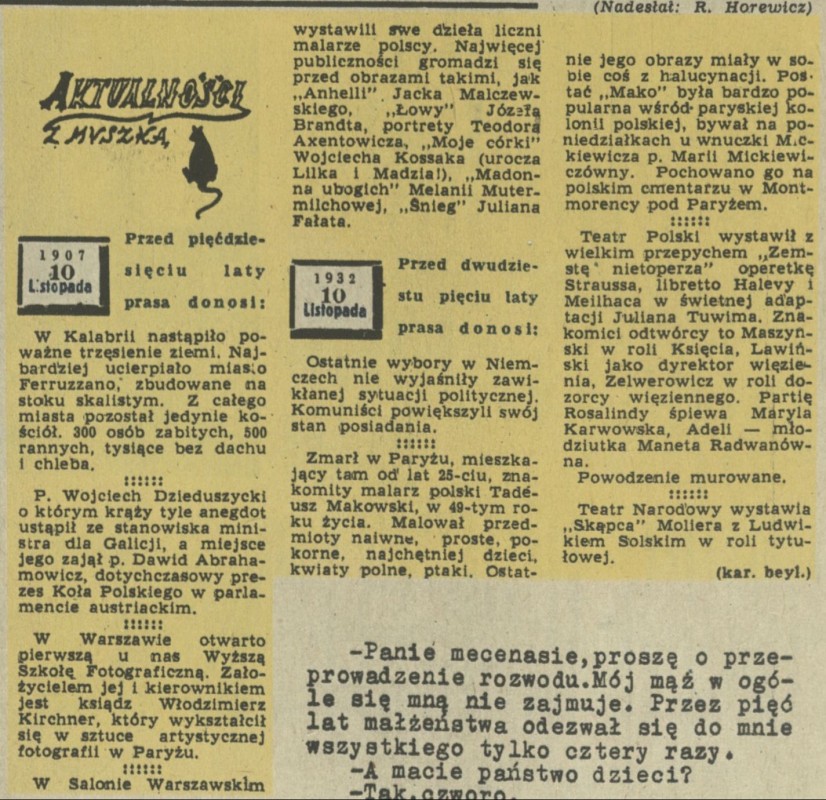 (Nadesłał: R. Horewicz)
AKTUALNOŚCI
Z MYSZKĄ
1907
10
Listopada
Przed pięćdzie-
sięciu laty
prasa donosi:
W Kalabrii nastąpiło po-
ważne trzęsienie ziemi. Naj-
bardziej ucierpiało miasto
Ferruzzano, zbudowane na
stoku skalistym. Z całego
miasta pozostał jedynie ko-
ściół. 300 osób zabitych, 500
rannych, tysiące bez dachu
i chleba.
::::::
P. Wojciech Dzieduszycki
o którym krąży tyle anegdot
ustąpił ze stanowiska mini-
stra dla Galicji, a miejsce
jego zajął p. Dawid Abraha-
mowicz, dotychczasowy pre-
zes Koła Polskiego w parla-
mencie austriackim.
::::::
W Warszawie otwarto
pierwszą u nas Wyższą
Szkołę Fotograficzną. Zało-
życielem jej i kierownikiem
jest ksiądz Włodzimierz
Kirchner, który wykształcił
się w sztuce artystycznej
fotografii w Paryżu.
::::::
W Salonie Warszawskim
wystawili swe dzieła liczni
malarze polscy. Najwięcej
publiczności gromadzi się
przed obrazami takimi, jak
„Anhelli" Jacka Malczew-
skiego, „Łowy" Józefa
Brandta, portrety Teodora
Axentowicza, „Moje córki"
Wojciecha Kossaka (urocza
Lilka i Madzia!), „Madon-
na ubogich" Melanii Muter-
milchowej, „Śnieg" Juliana
Fałata.
1932
10
Listopada
Przed dwudzie-
stu pięciu laty
prasa donosi:
Ostatnie wybory w Niem-
czech nie wyjaśniły zawi-
kłanej sytuacji politycznej.
Komuniści powiększyli swój
stan posiadania.
::::::
Zmarł w Paryżu, mieszka-
jący tam od lat 25-ciu, zna-
komity malarz polski Tade-
usz Makowski, w 49-tym ro-
ku życia. Malował przed-
mioty naiwne, proste, po-
korne, najchętniej dzieci,
kwiaty polne, ptaki. Ostat-
nie jego obrazy miały w so-
bie coś z halucynacji. Pos-
tać „Mako" była bardzo po-
pularna wśród paryskiej ko-
lonii polskiej, bywał na po-
niedziałkach u wnuczki Mic-
kiewicza p. Marii Mickiewi-
czówny. Pochowano go na
polskim cmentarzu w Mont-
morency pod Paryżem.
::::::
Teatr Polski wystawił z
wielkim przepychem „Zem-
stę nietoperza" operetkę
Straussa, libretto Halevy i
Meilhaca w świetnej adap-
tacji Juliana Tuwima. Zna-
komici odtwórcy to Maszyń-
ski w roli Księcia, Lawiń-
ski jako dyrektor więzie-
nia, Zelwerowicz w roli do-
zorcy więziennego. Partię
Rosalindy śpiewa Maryla
Karwowska, Adeli — mło-
dziutka Maneta Radwanów-
na.
Powodzenie murowane.
::::::
Teatr Narodowy wystawia
„Skąpca" Moliera z Ludwi-
kiem Solskim w roli tytu-
łowej.
(kar. beyl.)
-Panie mecenasie,proszę o prze-
prowadzenie rozwodu.Mój mąż w ogó-
le się mną nie zajmuje. Przez pięć
lat małżeństwa odezwał się do mnie
wszystkiego tylko cztery razy.
-A macie państwo dzieci?
-Tak,czworo.